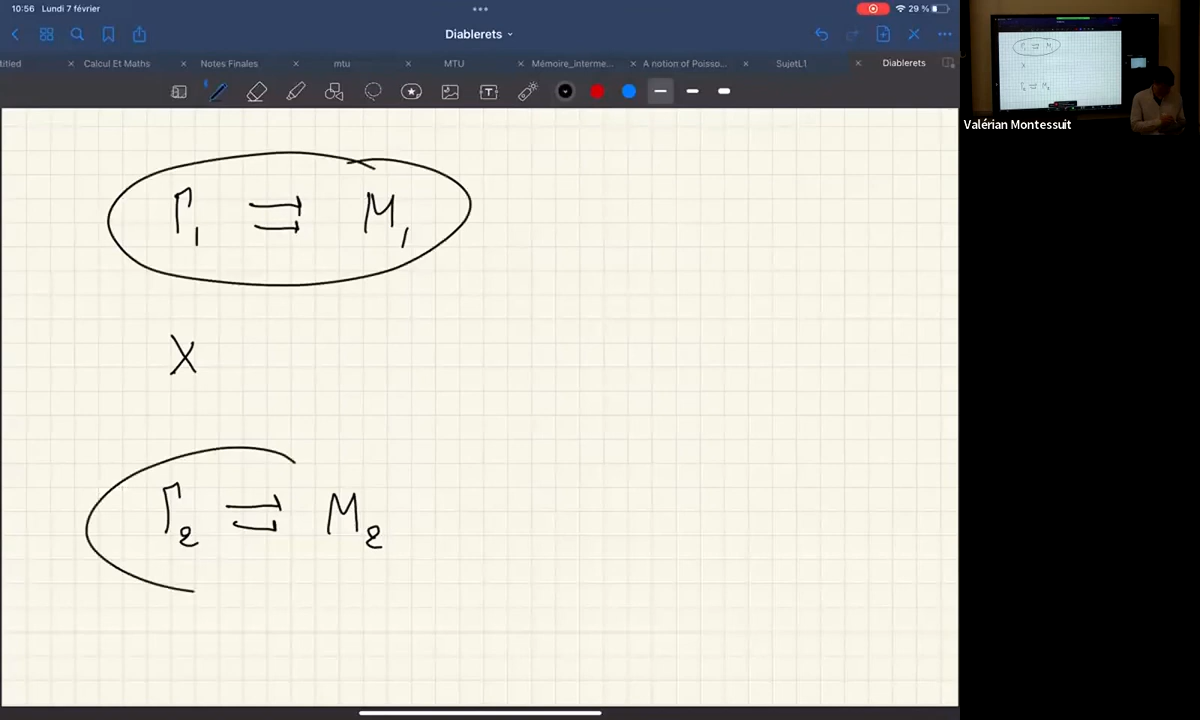 10:56 Lundi 7 février
29 %
Diablerets
Calcul Et Maths
Notes Finales
mtu
MTU
Mémoire_interme...
A notion of Poisso...
SujetL1
Diablerets
Valérian Montessuit
Γ₁ ⇉ M₁
X
Γ₂ ⇉ M₂